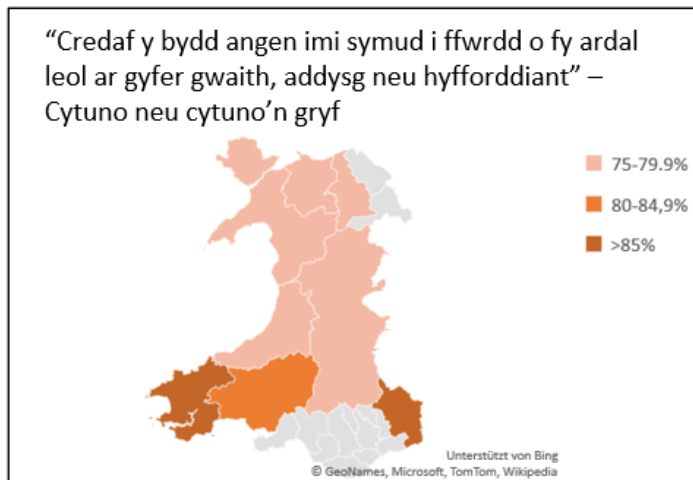 “Credaf y bydd angen imi symud i ffwrdd o fy ardal
leol ar gyfer gwaith, addysg neu hyfforddiant” –
Cytuno neu cytuno’n gryf
75-79.9%
80-84,9%
>85%
Unterstützt von Bing
© GeoNames, Microsoft, TomTom, Wikipedia